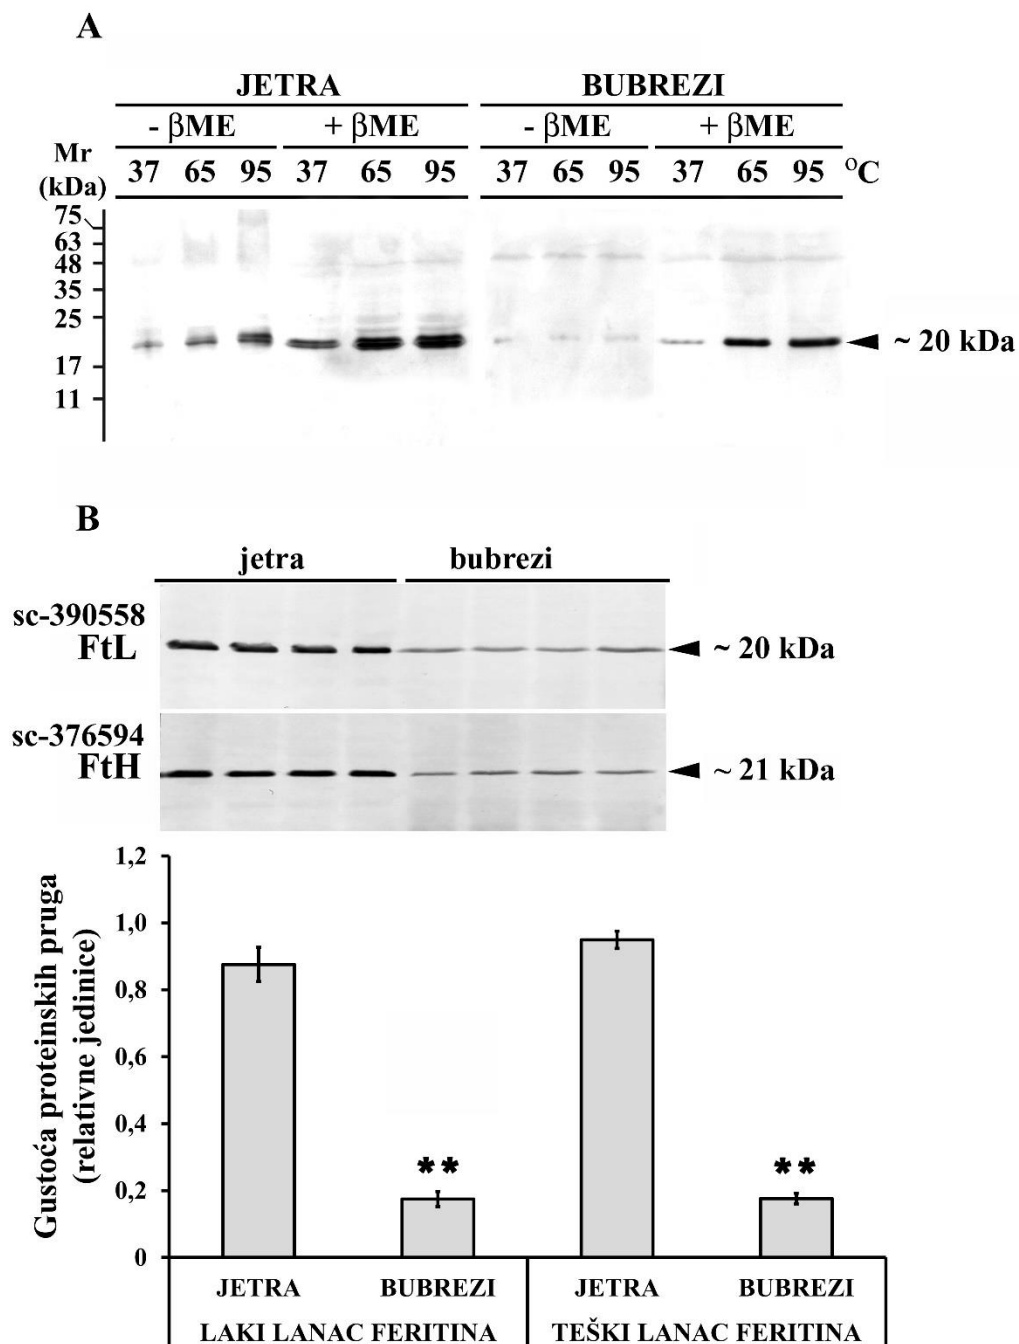 A
JETRA BUBREZI
- βME + βME - βME + βME
Mr
(kDa) 37 65 95 37 65 95 37 65 95 37 65 95 °C
75
63
48
35
25
17
11
~ 20 kDa
B
jetra bubrezi
sc-390558
FtL ~ 20 kDa
sc-376594
FtH ~ 21 kDa
Gustoća proteinskih pruga
(relativne jedinice)
1,2
1,0
0,8
0,6
0,4
0,2
0
** **
JETRA BUBREZI JETRA BUBREZI
LAKI LANAC FERITINA TEŠKI LANAC FERITINA